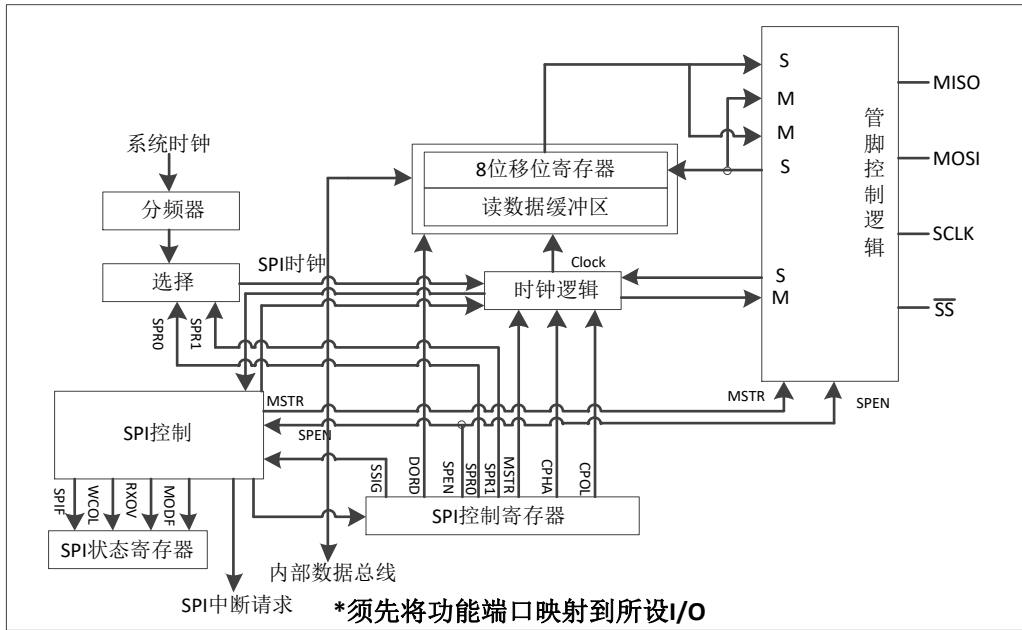 系统时钟
分频器
选择
SPI时钟
SPR0
SPR1
8位移位寄存器
读数据缓冲区
Clock
时钟逻辑
S
M
M
S
S
M
管脚控制逻辑
MISO
MOSI
SCLK
SS
MSTR
SPEN
SPI控制
MSTR
SPEN
SSIG
DORD
SPEN
SPR0
SPR1
MSTR
CPHA
CPOL
SPI控制寄存器
SPIF
WCOL
RXOV
MODF
SPI状态寄存器
SPI中断请求
内部数据总线
*须先将功能端口映射到所设I/O